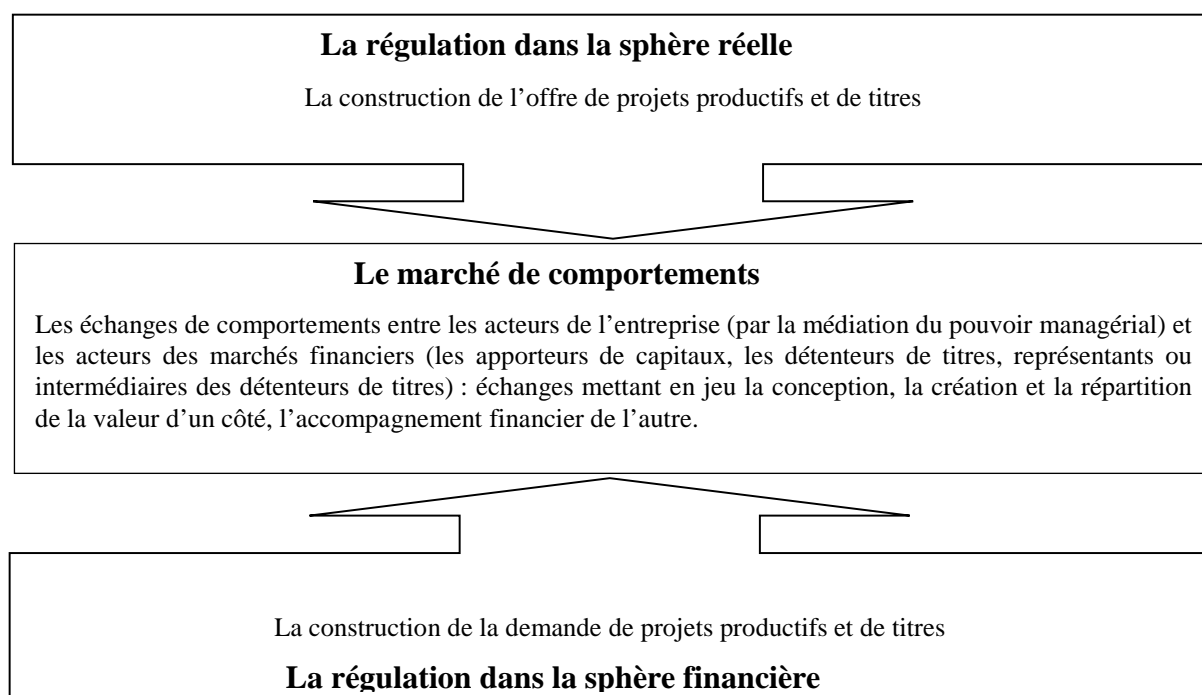 La régulation dans la sphère réelle
La construction de l’offre de projets productifs et de titres
Le marché de comportements
Les échanges de comportements entre les acteurs de l’entreprise (par la médiation du pouvoir managérial) et
les acteurs des marchés financiers (les apporteurs de capitaux, les détenteurs de titres, représentants ou
intermédiaires des détenteurs de titres) : échanges mettant en jeu la conception, la création et la répartition
de la valeur d’un côté, l’accompagnement financier de l’autre.
La construction de la demande de projets productifs et de titres
La régulation dans la sphère financière